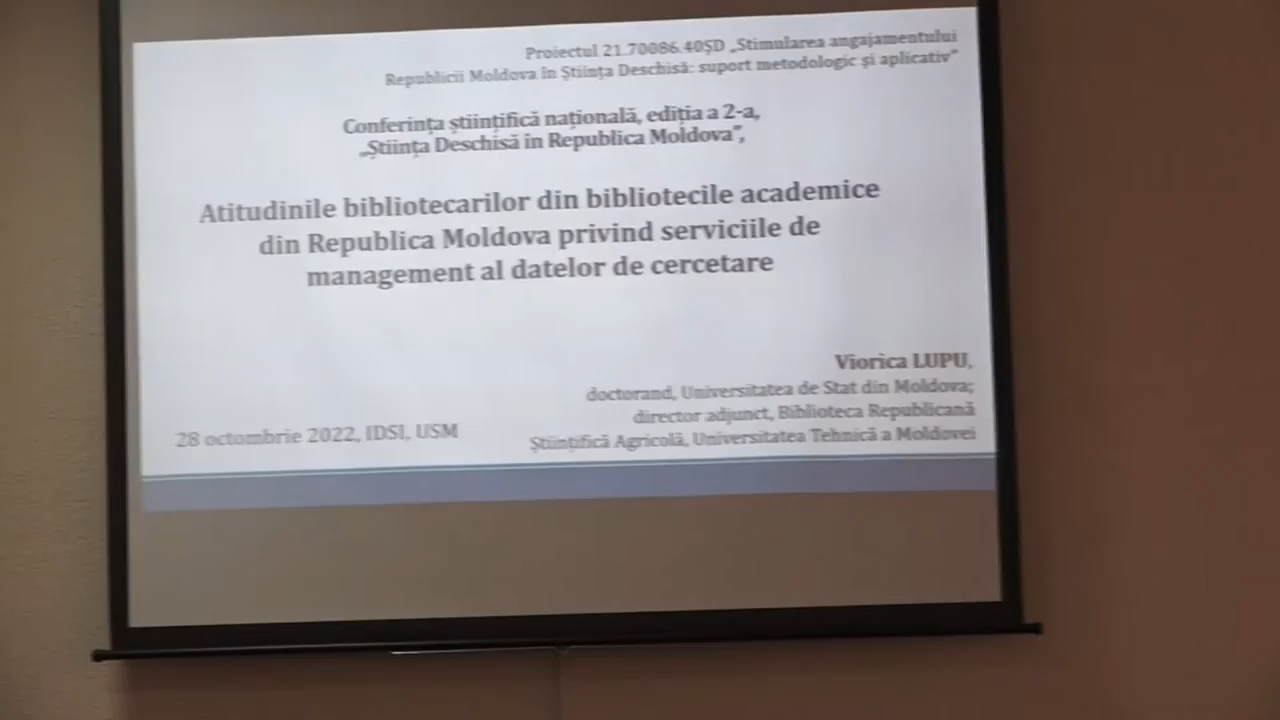 Proiectul 21.70086.40ȘD „Stimularea angajamentului
Republicii Moldova în Știința Deschisă: suport metodologic și aplicativ”
Conferința științifică națională, ediția a 2-a,
„Știința Deschisă în Republica Moldova”,
Atitudinile bibliotecarilor din bibliotecile academice
din Republica Moldova privind serviciile de
management al datelor de cercetare
Viorica LUPU,
doctorand, Universitatea de Stat din Moldova;
director adjunct, Biblioteca Republicană
Științifică Agricolă, Universitatea Tehnică a Moldovei
28 octombrie 2022, IDSI, USM